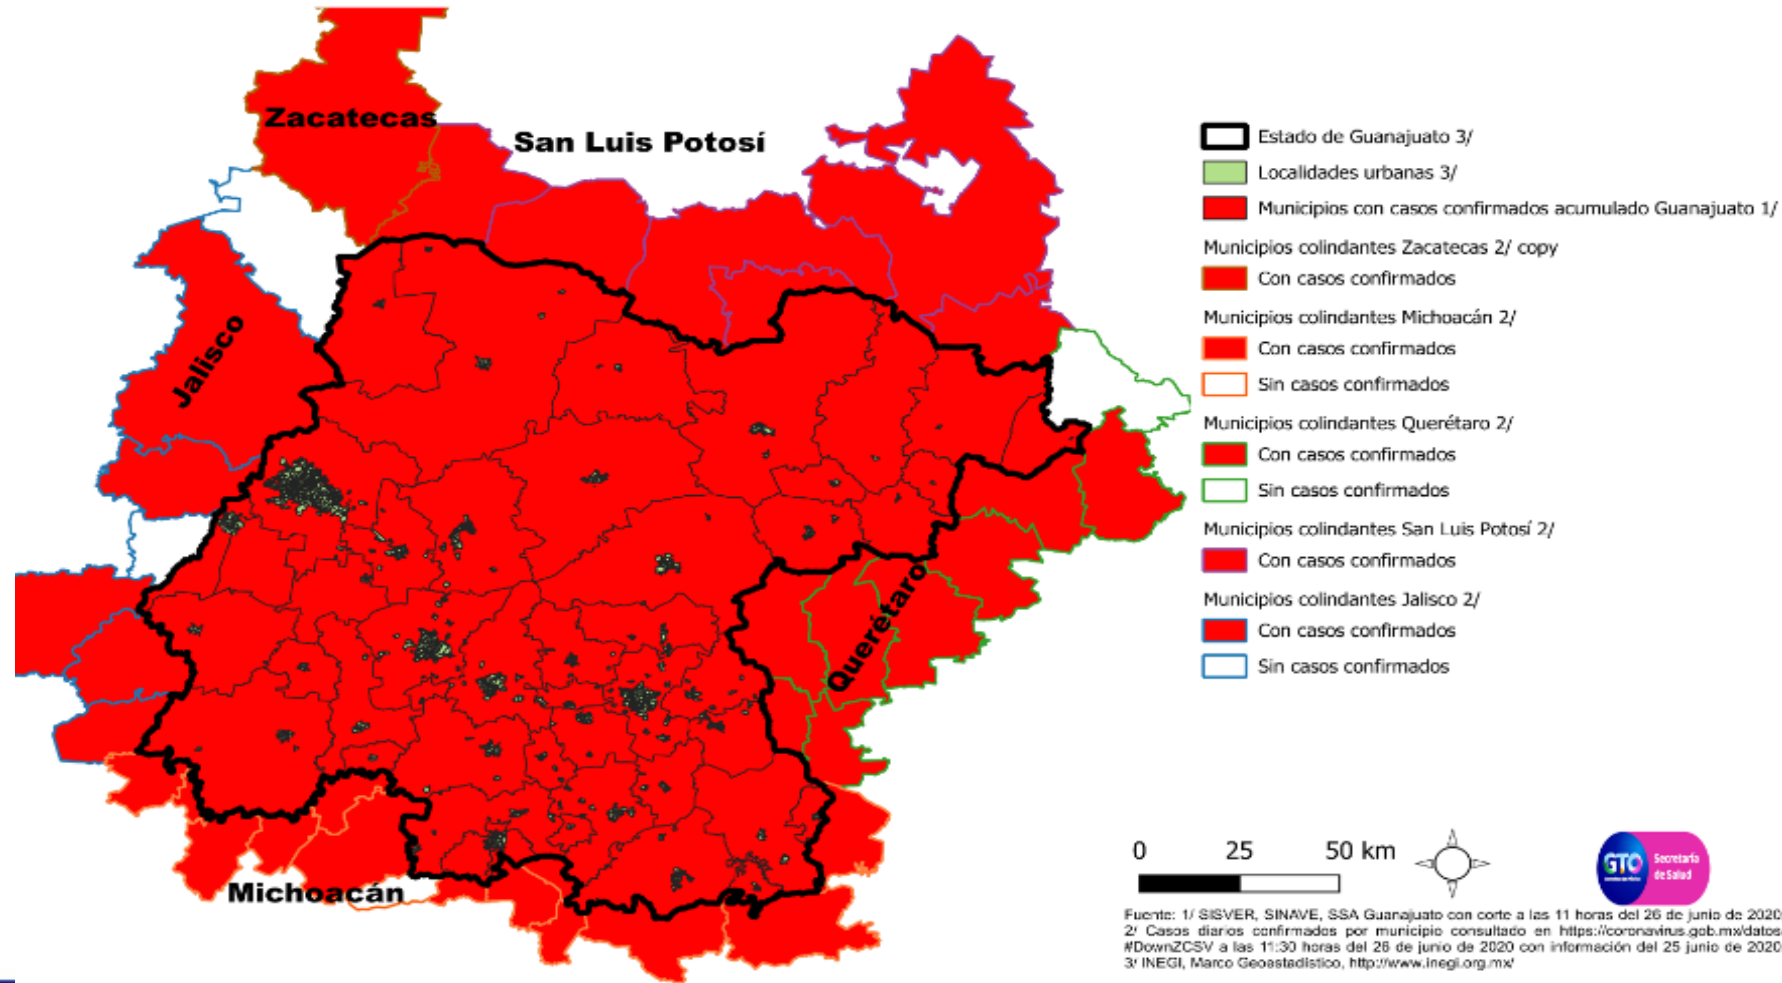 Zacatecas
San Luis Potosí
Jalisco
Querétaro
Michoacán
Estado de Guanajuato 3/
Localidades urbanas 3/
Municipios con casos confirmados acumulado Guanajuato 1/
Municipios colindantes Zacatecas 2/ copy
Con casos confirmados
Municipios colindantes Michoacán 2/
Con casos confirmados
Sin casos confirmados
Municipios colindantes Querétaro 2/
Con casos confirmados
Sin casos confirmados
Municipios colindantes San Luis Potosí 2/
Con casos confirmados
Municipios colindantes Jalisco 2/
Con casos confirmados
Sin casos confirmados
0 25 50 km
GTO
Secretaría
de Salud
Fuente: 1/ SISVER, SINAVE, SSA Guanajuato con corte a las 11 horas del 26 de junio de 2020
2/ Casos diarios confirmados por municipio consultado en https://coronavirus.gob.mx/datos
#DownZCSV a las 11:30 horas del 26 de junio de 2020 con información del 25 junio de 2020
3/ INEGI, Marco Geoestadístico, http://www.inegi.org.mx/